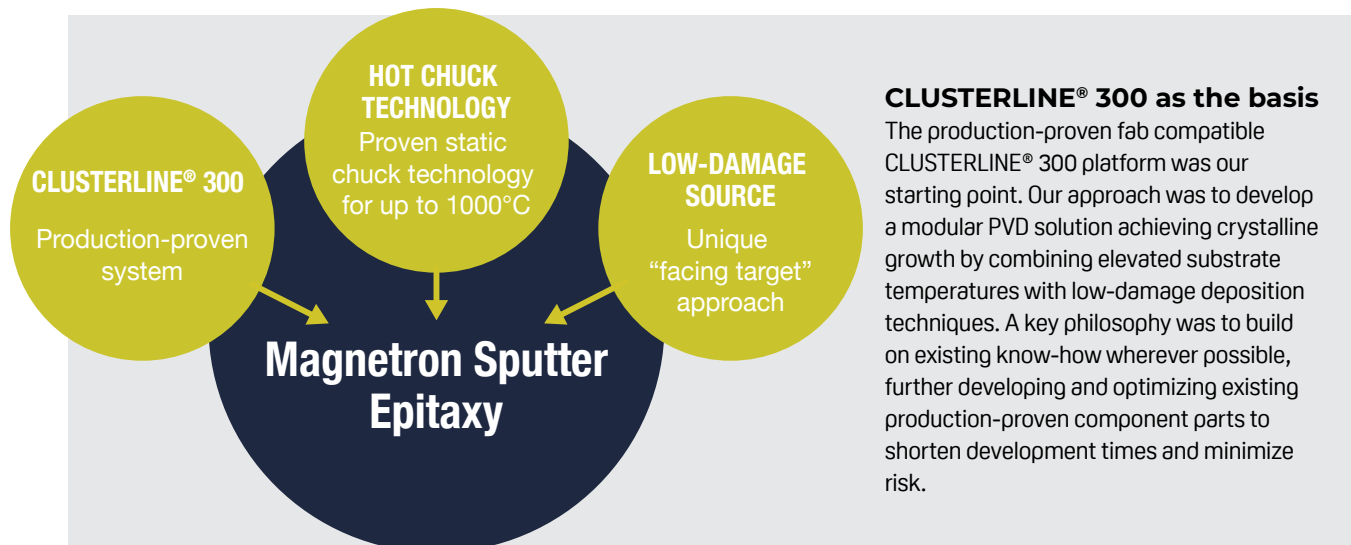 CLUSTERLINE® 300
Production-proven
system
HOT CHUCK
TECHNOLOGY
Proven static
chuck technology
for up to 1000°C
LOW-DAMAGE
SOURCE
Unique
“facing target”
approach
Magnetron Sputter
Epitaxy
CLUSTERLINE® 300 as the basis
The production-proven fab compatible
CLUSTERLINE® 300 platform was our
starting point. Our approach was to develop
a modular PVD solution achieving crystalline
growth by combining elevated substrate
temperatures with low-damage deposition
techniques. A key philosophy was to build
on existing know-how wherever possible,
further developing and optimizing existing
production-proven component parts to
shorten development times and minimize
risk.